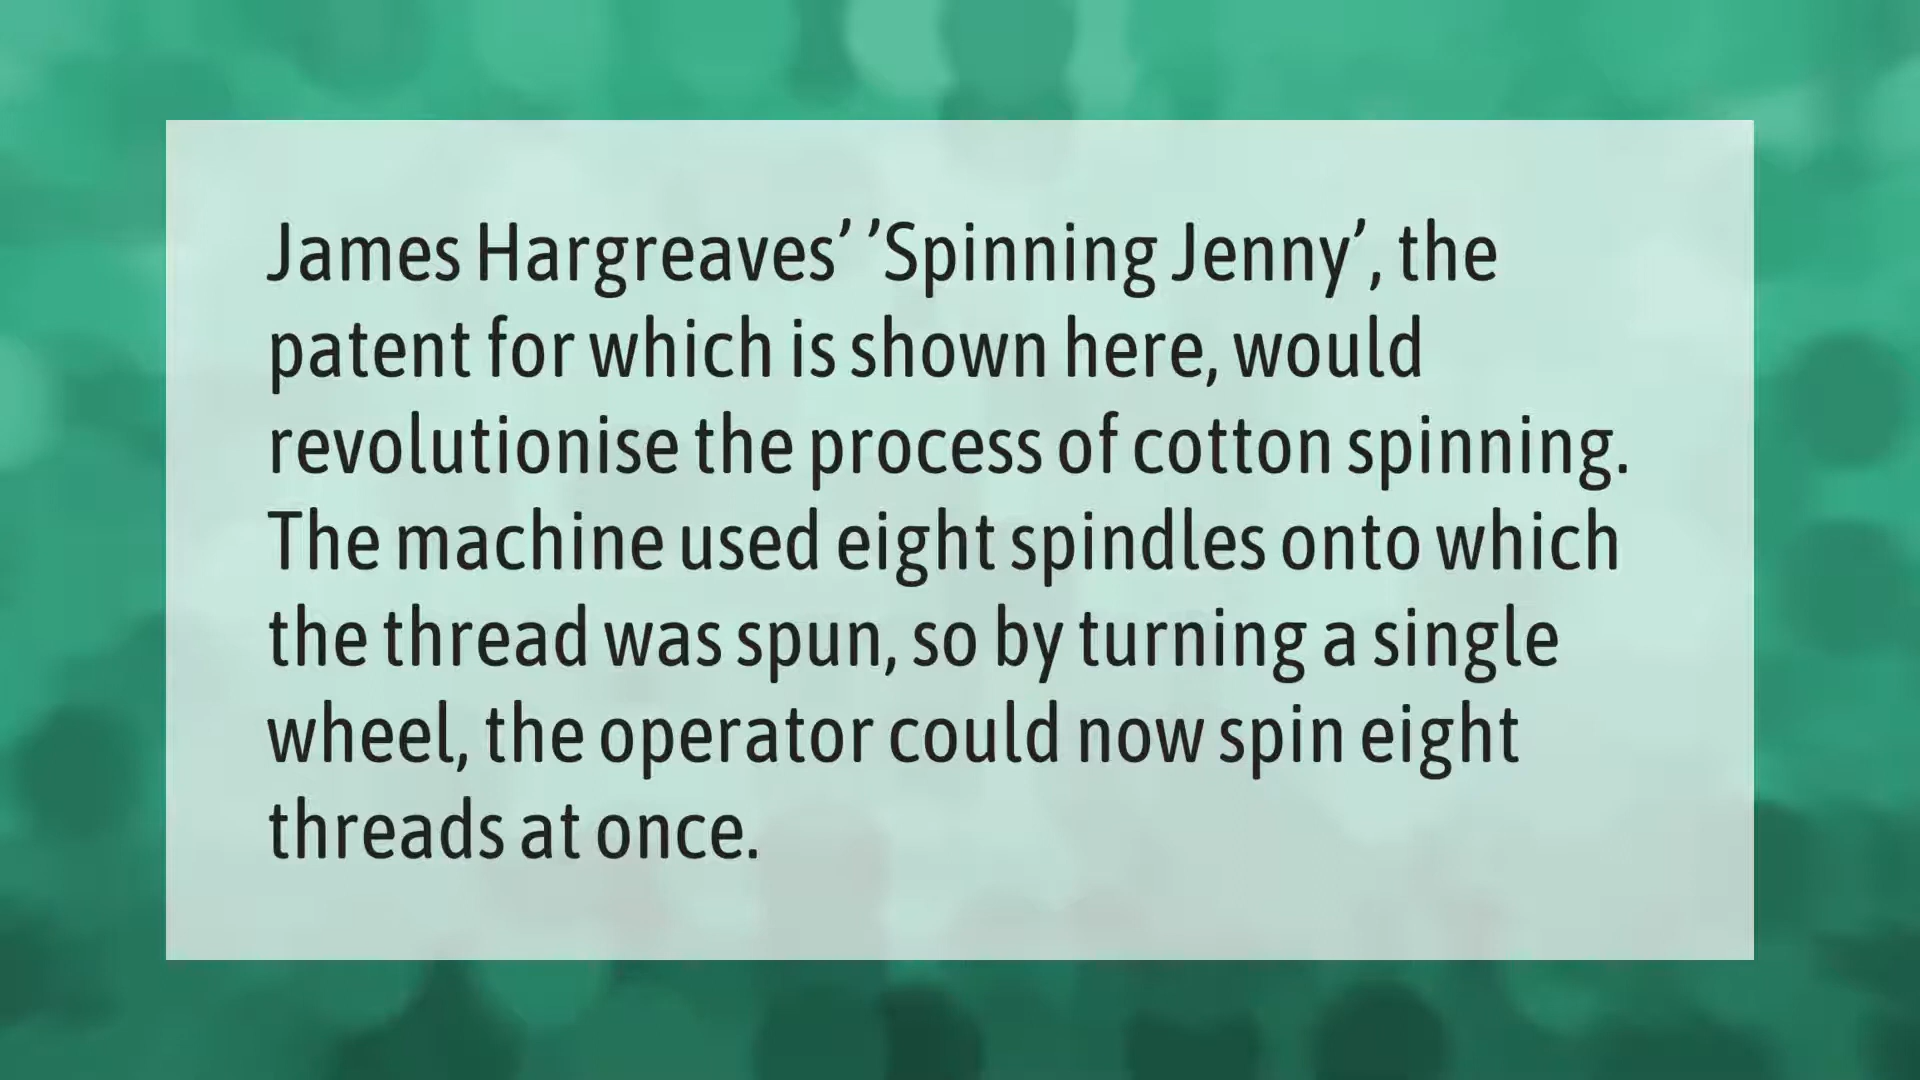 James Hargreaves’ ’Spinning Jenny’, the
patent for which is shown here, would
revolutionise the process of cotton spinning.
The machine used eight spindles onto which
the thread was spun, so by turning a single
wheel, the operator could now spin eight
threads at once.